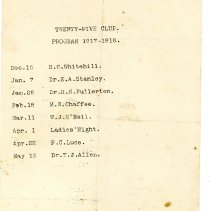 TWENTY-FIVE CLUB.
PROGRAM 1917-1918.
Dec.10 H.C.Whitehill.
Jan. 7 Dr.E.A.Stanley.
Jan.28 Dr.H.H.Fullerton.
Feb.18 M.B.Chaffee.
Mar.11 W.J.O'Neil.
Apr. 1 Ladies'Night.
Apr.22 F.C.Luce.
May 13 Dr.D.J.Allen.